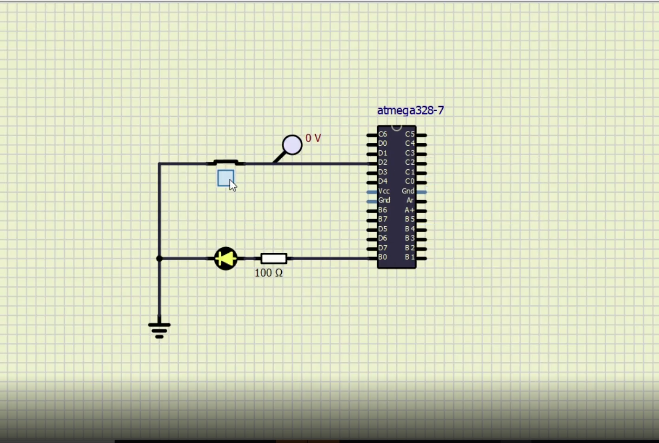 atmega328-7
0 V
C6 C5
D0 C4
D1 C3
D2 C2
D3 C1
D4 C0
Vcc Gnd
Gnd Ar
B6 A+
B7 B5
D5 B4
D6 B3
D7 B2
B0 B1
100 Ω